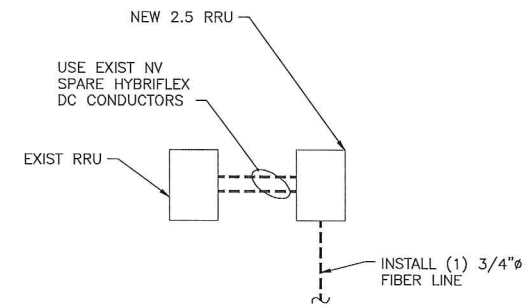 NEW 2.5 RRU
USE EXIST NV
SPARE HYBRIFLEX
DC CONDUCTORS
EXIST RRU
INSTALL (1) 3/4"ø
FIBER LINE